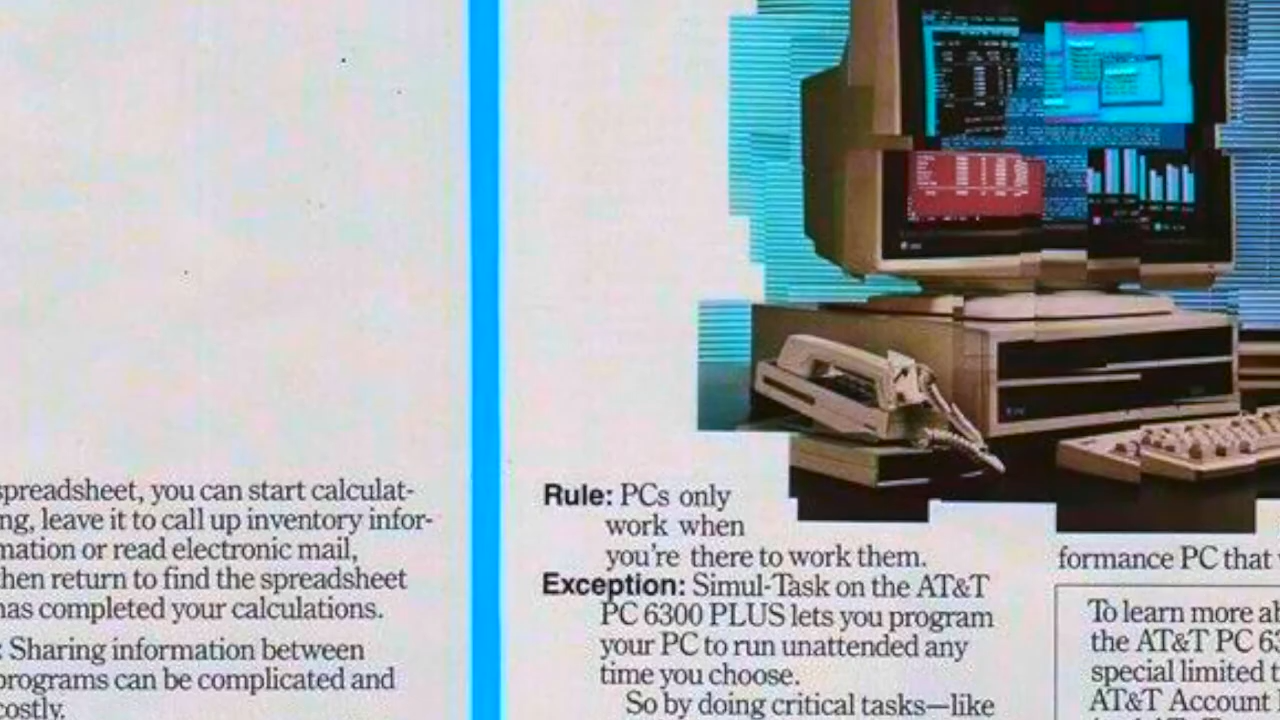 spreadsheet, you can start calculat-
ng, leave it to call up inventory infor-
mation or read electronic mail,
hen return to find the spreadsheet
has completed your calculations.
: Sharing information between
programs can be complicated and
costly.
Rule: PCs only
work when
you're there to work them.
Exception: Simul-Task on the AT&T
PC 6300 PLUS lets you program
your PC to run unattended any
time you choose.
So by doing critical tasks—like
formance PC that
To learn more al
the AT&T PC 63
special limited t
AT&T Account